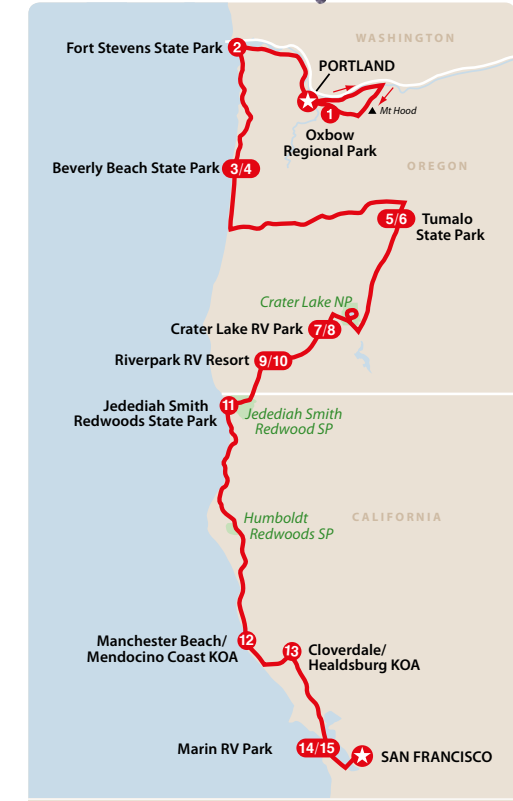 WASHINGTON
Fort Stevens State Park
2
PORTLAND
1
Mt Hood
Oxbow
Regional Park
OREGON
Beverly Beach State Park
3/4
5/6
Tumalo
State Park
Crater Lake NP
Crater Lake RV Park
7/8
Riverpark RV Resort
9/10
Jedediah Smith
Redwoods State Park
11
Jedediah Smith
Redwood SP
Humboldt
Redwoods SP
CALIFORNIA
Manchester Beach/
Mendocino Coast KOA
12
13
Cloverdale/
Healdsburg KOA
Marin RV Park
14/15
SAN FRANCISCO